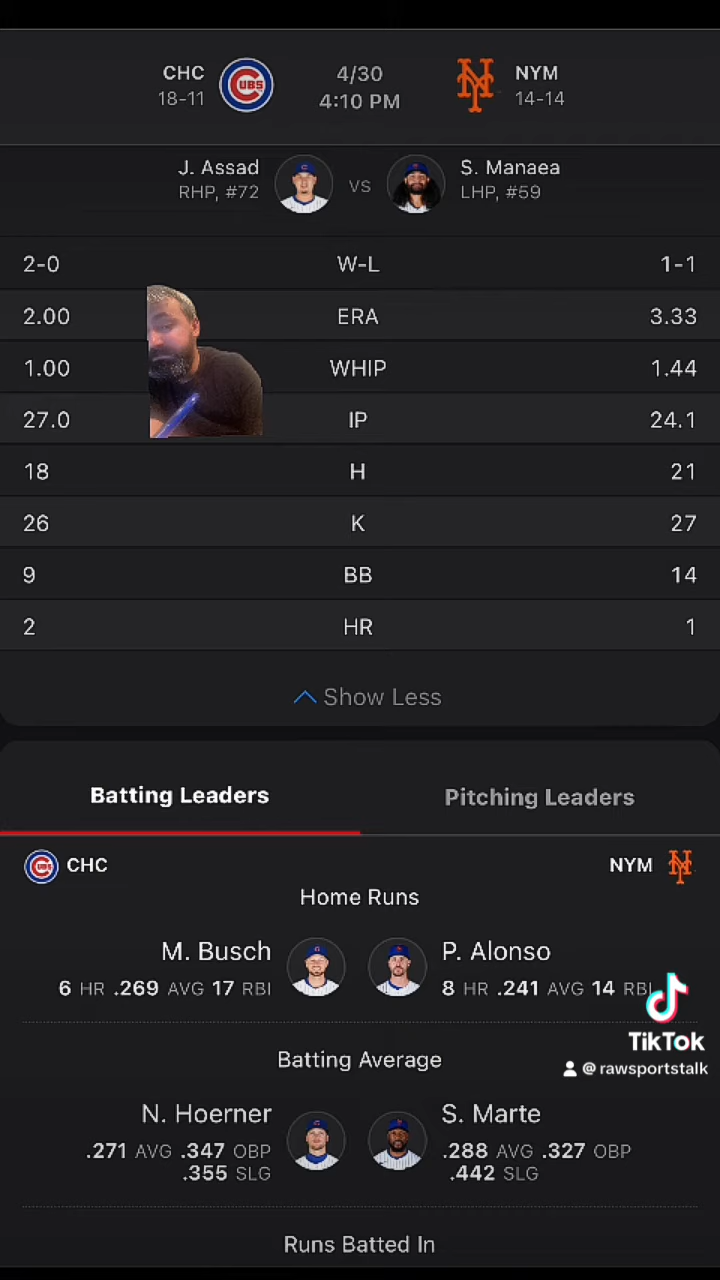 CHC
18-11
CUBS
4/30
4:10 PM
NY
NYM
14-14
J. Assad
RHP, #72
vs
S. Manaea
LHP, #59
2-0 W-L 1-1
2.00 ERA 3.33
1.00 WHIP 1.44
27.0 IP 24.1
18 H 21
26 K 27
9 BB 14
2 HR 1
Show Less
Batting Leaders Pitching Leaders
CHC NYM
Home Runs
M. Busch P. Alonso
6 HR .269 AVG 17 RBI 8 HR .241 AVG 14 RBI
TikTok
@rawsportstalk
Batting Average
N. Hoerner S. Marte
.271 AVG .347 OBP .288 AVG .327 OBP
.355 SLG .442 SLG
Runs Batted In